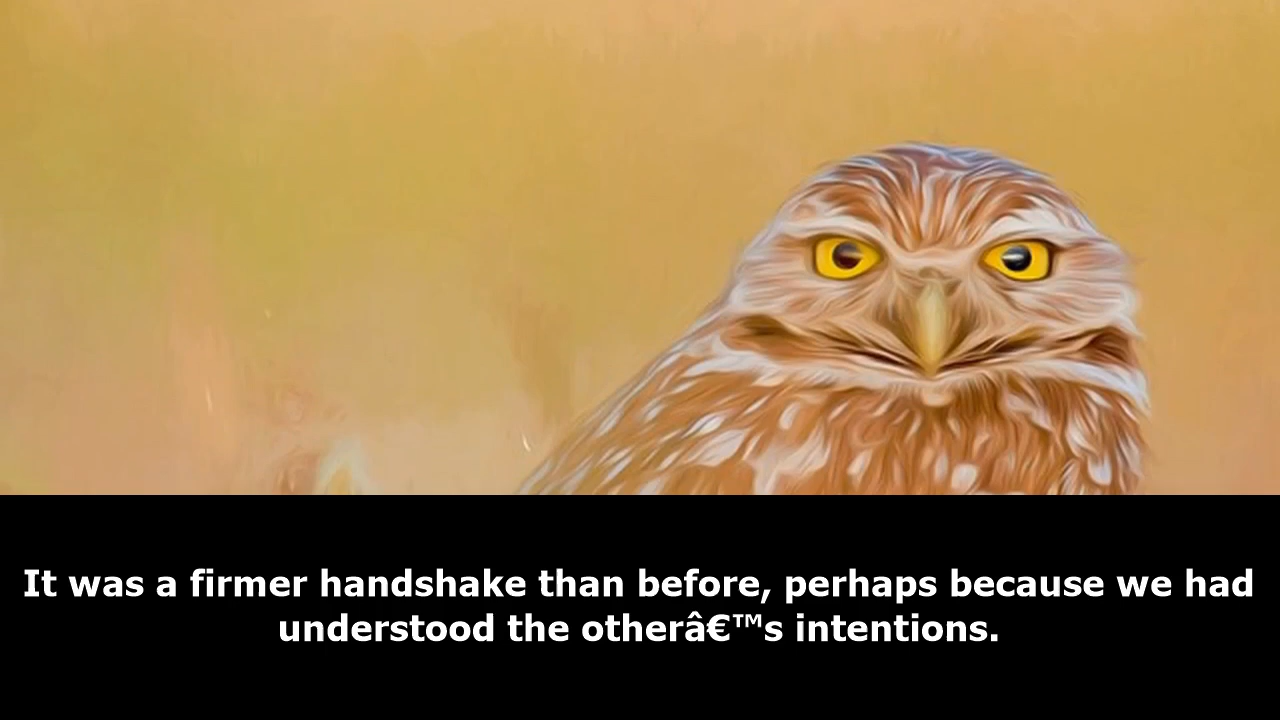 It was a firmer handshake than before, perhaps because we had
understood the otherâ€™s intentions.